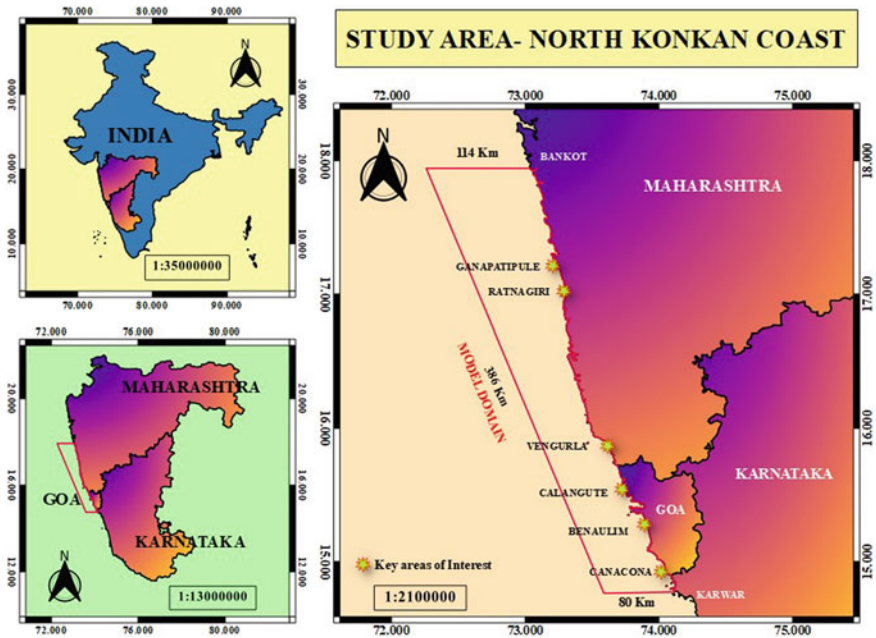 STUDY AREA- NORTH KONKAN COAST
70.000 80.000 90.000
N
INDIA
30.000 30.000
20.000 20.000
10.000 10.000
1:35000000
70.000 80.000 90.000
72.000 76.000 80.000
MAHARASHTRA
20.000 20.000
16.000 16.000
GOA
KARNATAKA
12.000 12.000
N
1:13000000
72.000 76.000 80.000
72.000 73.000 74.000 75.000
N
114 Km
BANKOT
18.000 18.000
MAHARASHTRA
GANAPATIPULE
RATNAGIRI
17.000 17.000
386 Km
MODEL DOMAIN
16.000 16.000
VENGURLA
KARNATAKA
CALANGUTE
GOA
BENAULIM
15.000 15.000
Key areas of Interest
CANACONA
1:2100000
80 Km
KARWAR
72.000 73.000 74.000 75.000